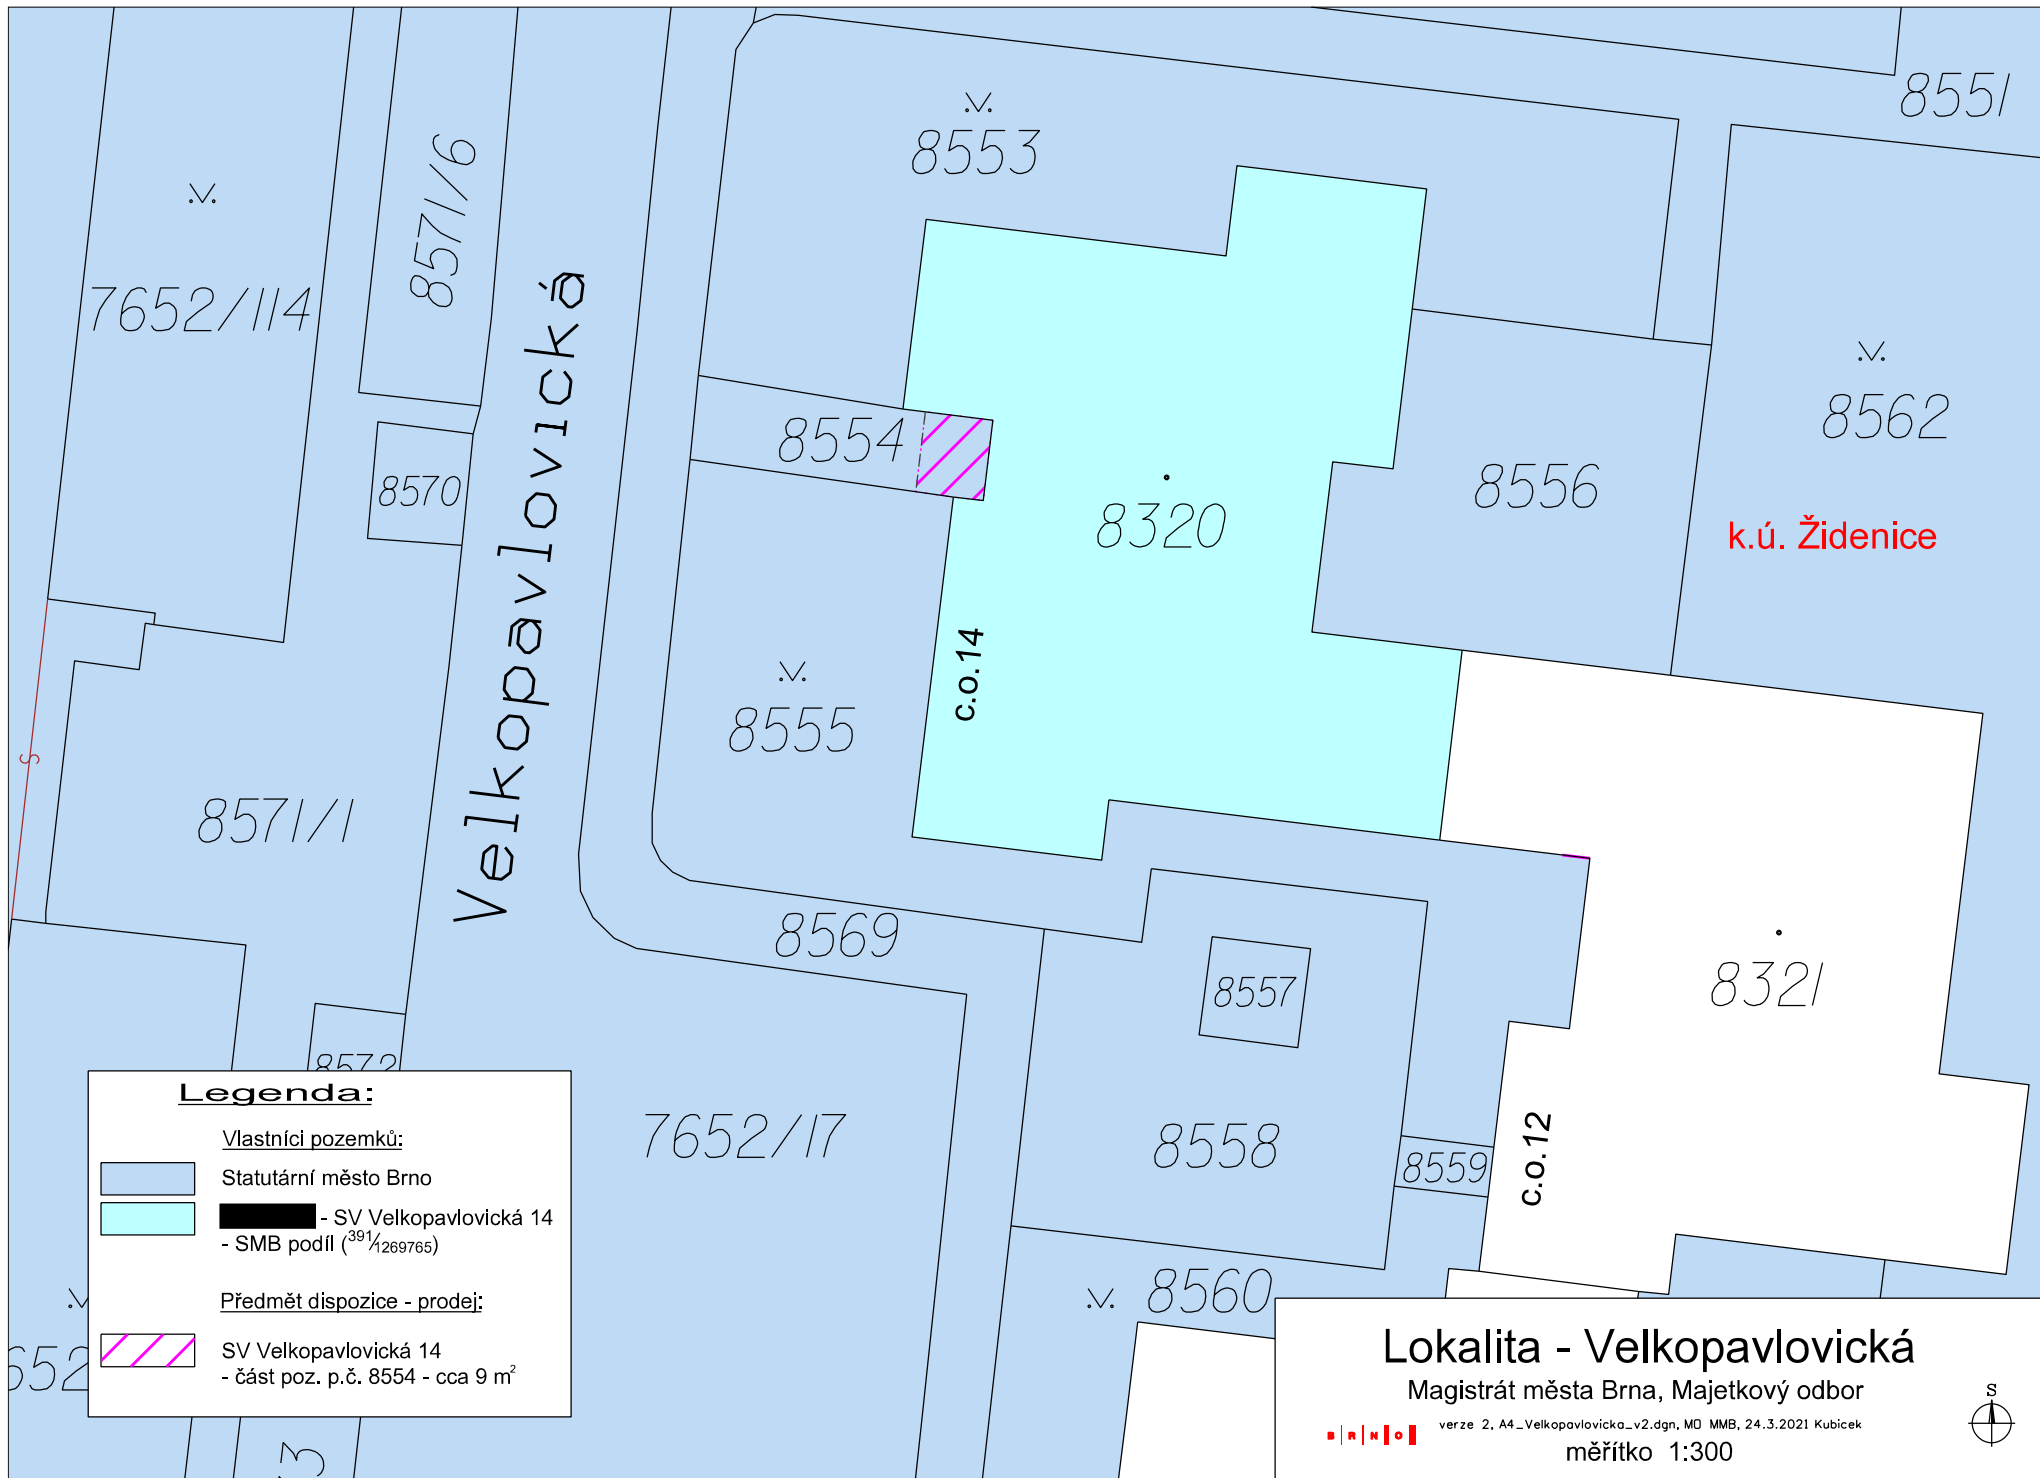 8551
8553
8571/6
7652/114
Velkopavlovická
8562
8554
8556
8570
8320
k.ú. Židenice
č.o.14
8555
8571/1
S
8569
8557
8321
8572
7652/17
8558
8559
č.o.12
8560
Legenda:
Vlastníci pozemků:
Statutární město Brno
- SV Velkopavlovická 14
- SMB podíl (391/1269765)
Předmět dispozice - prodej:
SV Velkopavlovická 14
- část poz. p.č. 8554 - cca 9 m²
Lokalita - Velkopavlovická
Magistrát města Brna, Majetkový odbor
BRNO
verze 2, A4_Velkopavlovicka_v2.dgn, MO MMB, 24.3.2021 Kubicek
měřítko 1:300
S